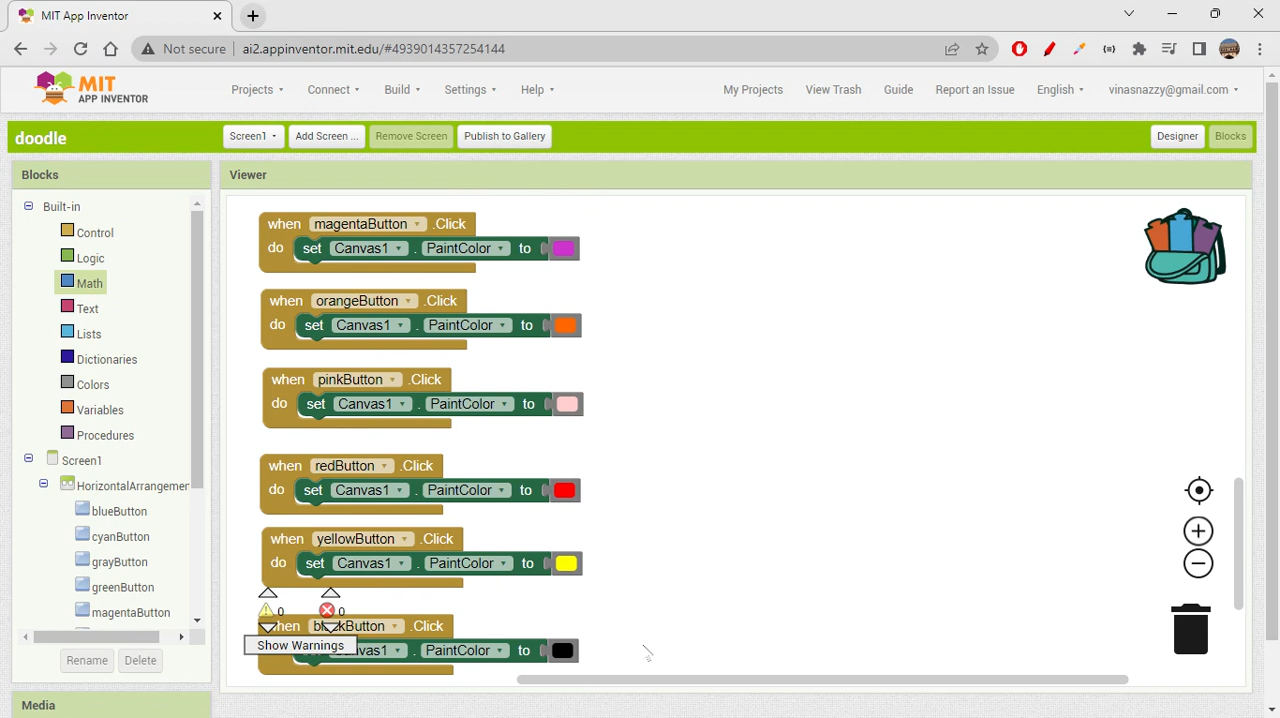 MIT App Inventor
Not secure ai2.appinventor.mit.edu/#4939014357254144
MIT APP INVENTOR
Projects Connect Build Settings Help My Projects View Trash Guide Report an Issue English vinasnazzy@gmail.com
doodle Screen1 Add Screen ... Remove Screen Publish to Gallery Designer Blocks
Blocks
Viewer
Built-in
Control
Logic
Math
Text
Lists
Dictionaries
Colors
Variables
Procedures
Screen1
HorizontalArrangemen
blueButton
cyanButton
grayButton
greenButton
magentaButton
Rename Delete
Media
when magentaButton .Click
do set Canvas1 . PaintColor to
when orangeButton .Click
do set Canvas1 . PaintColor to
when pinkButton .Click
do set Canvas1 . PaintColor to
when redButton .Click
do set Canvas1 . PaintColor to
when yellowButton .Click
do set Canvas1 . PaintColor to
0 0
.Click
Show Warnings
PaintColor to